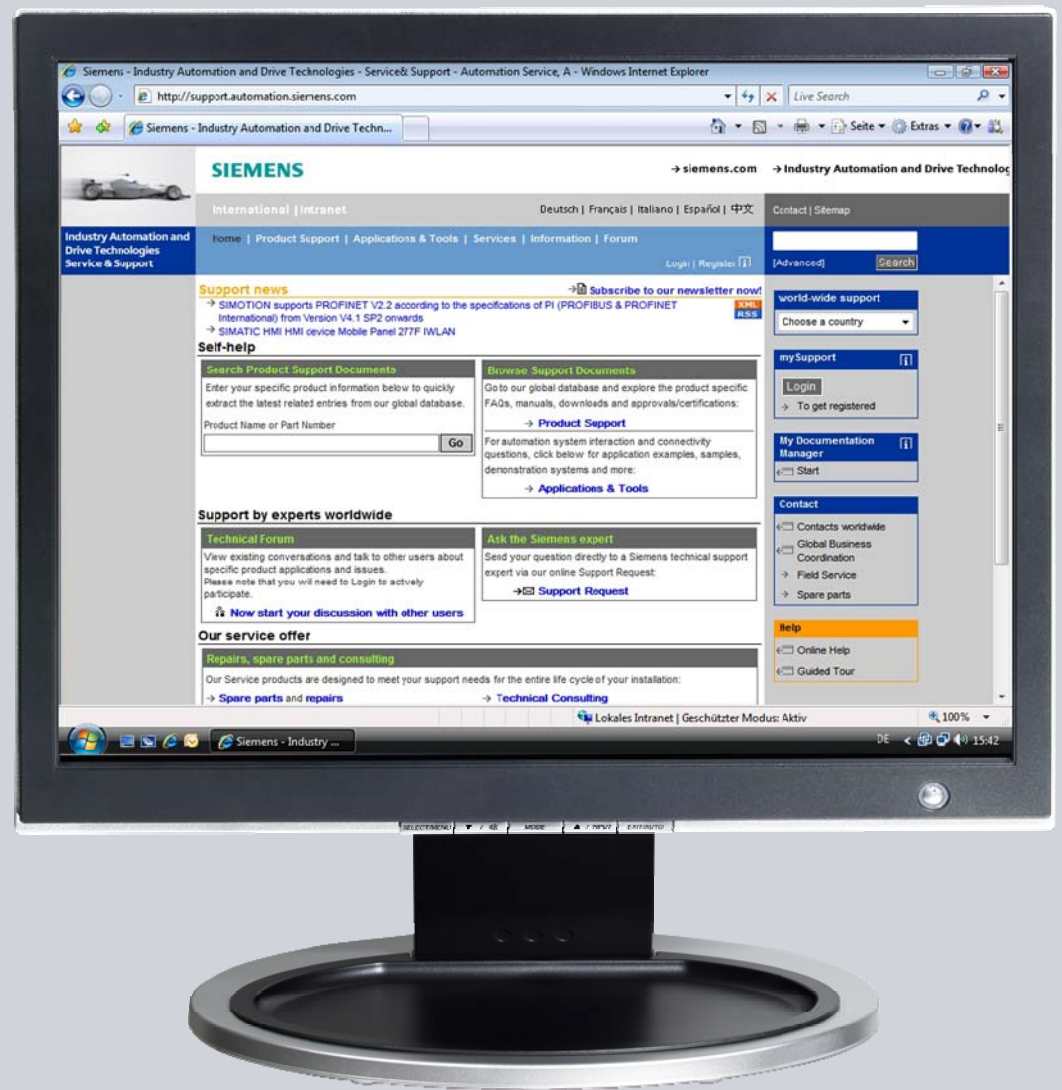 Siemens - Industry Automation and Drive Technologies - Service& Support - Automation Service, A - Windows Internet Explorer
http://support.automation.siemens.com
Live Search
Siemens - Industry Automation and Drive Techn...
Seite
Extras
SIEMENS
→ siemens.com
→ Industry Automation and Drive Technolog
International | Intranet
Deutsch | Français | Italiano | Español | 中文
Contact | Sitemap
Industry Automation and
Drive Technologies
Service & Support
Home | Product Support | Applications & Tools | Services | Information | Forum
Login | Register
[Advanced]
Search
Support news
→ Subscribe to our newsletter now!
→ SIMOTION supports PROFINET V2.2 according to the specifications of PI (PROFIBUS & PROFINET
International) from Version V4.1 SP2 onwards
XML
RSS
→ SIMATIC HMI HMI device Mobile Panel 277F IWLAN
Self-help
Search Product Support Documents
Enter your specific product information below to quickly
extract the latest related entries from our global database.
Product Name or Part Number
Go
Browse Support Documents
Go to our global database and explore the product specific
FAQs, manuals, downloads and approvals/certifications:
→ Product Support
For automation system interaction and connectivity
questions, click below for application examples, samples,
demonstration systems and more:
→ Applications & Tools
Support by experts worldwide
Technical Forum
View existing conversations and talk to other users about
specific product applications and issues.
Please note that you will need to Login to actively
participate.
Now start your discussion with other users
Ask the Siemens expert
Send your question directly to a Siemens technical support
expert via our online Support Request:
→ Support Request
Our service offer
Repairs, spare parts and consulting
Our Service products are designed to meet your support needs for the entire life cycle of your installation:
→ Spare parts and repairs
→ Technical Consulting
world-wide support
Choose a country
mySupport
Login
→ To get registered
My Documentation
Manager
Start
Contact
Contacts worldwide
Global Business
Coordination
→ Field Service
→ Spare parts
Help
Online Help
Guided Tour
Lokales Intranet | Geschützter Modus: Aktiv
100%
Siemens - Industry ...
DE
15:42
SELECT/MENU
MODE
▲ / INPUT
EXIT/AUTO